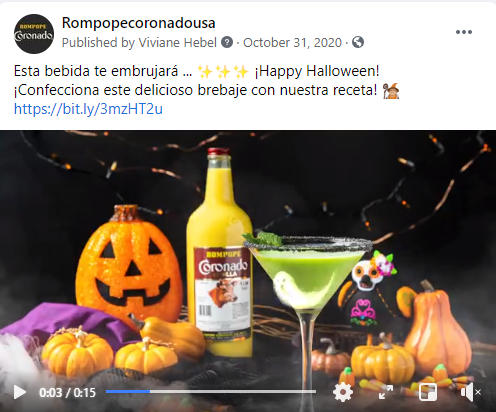 Rompopecoronadousa
Published by Viviane Hebel · October 31, 2020 ·
Esta bebida te embrujará ... ✨✨✨ ¡Happy Halloween!
¡Confecciona este delicioso brebaje con nuestra receta! 🧙
https://bit.ly/3mzHT2u
ROMPOPE
Coronado
ROMPOPE
Coronado
0:03 / 0:15